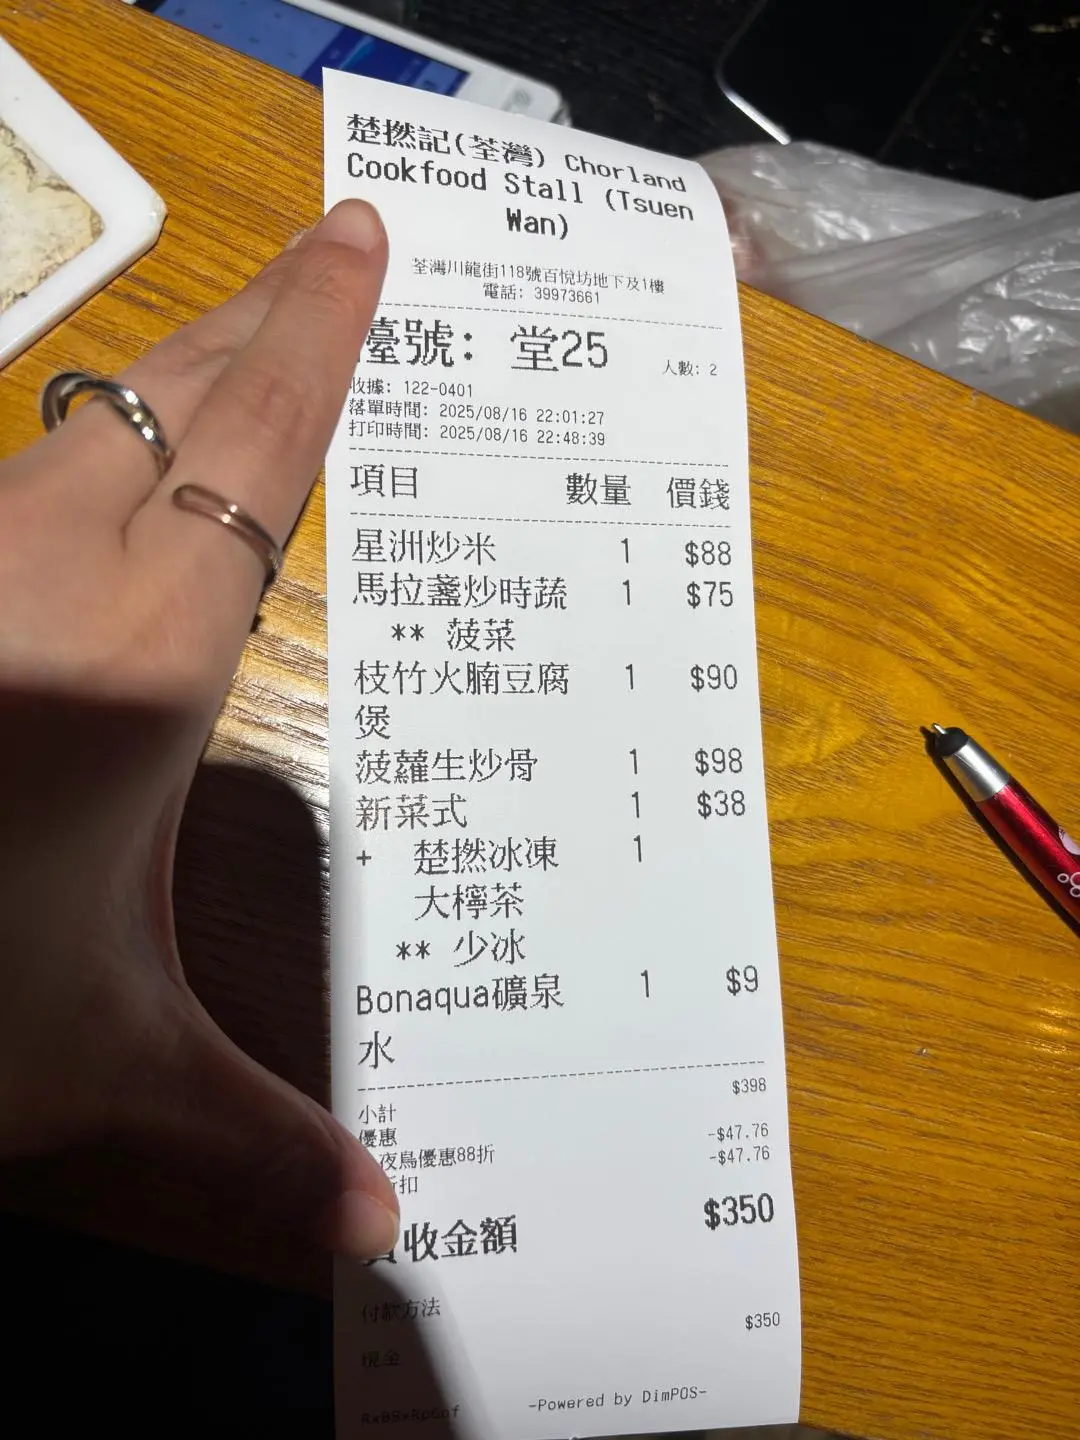 楚撚記(荃灣) Chorland
Cookfood Stall (Tsuen
Wan)
荃灣川龍街118號百悅坊地下及1樓
電話: 39973661
檯號: 堂25
人數: 2
收據: 122-0401
落單時間: 2025/08/16 22:01:27
打印時間: 2025/08/16 22:48:39
項目 數量 價錢
星洲炒米 1 $88
馬拉盞炒時蔬 1 $75
** 菠菜
枝竹火腩豆腐 1 $90
煲
菠蘿生炒骨 1 $98
新菜式 1 $38
+ 楚撚冰凍 1
大檸茶
** 少冰
Bonaqua礦泉 1 $9
水
小計 $398
優惠 -$47.76
夜鳥優惠88折 -$47.76
折扣
實收金額 $350
付款方法
現金 $350
-Powered by DimPOS-